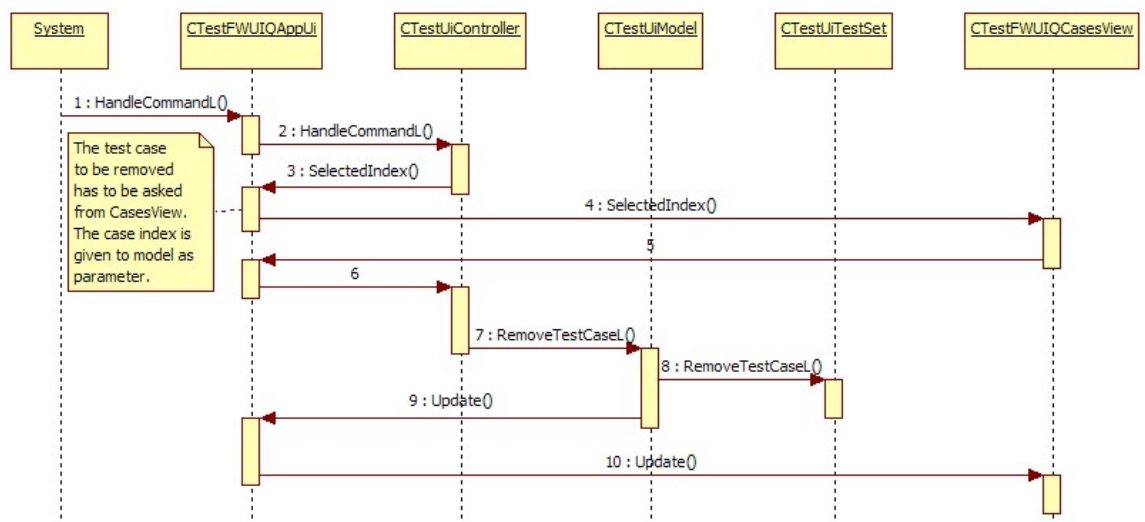 System
CTestFWUIQAppUi
CTestUiController
CTestUiModel
CTestUiTestSet
CTestFWUIQCasesView
1 : HandleCommandL()
2 : HandleCommandL()
The test case
to be removed
has to be asked
from CasesView.
The case index is
given to model as
parameter.
3 : SelectedIndex()
4 : SelectedIndex()
5
6
7 : RemoveTestCaseL()
8 : RemoveTestCaseL()
9 : Update()
10 : Update()